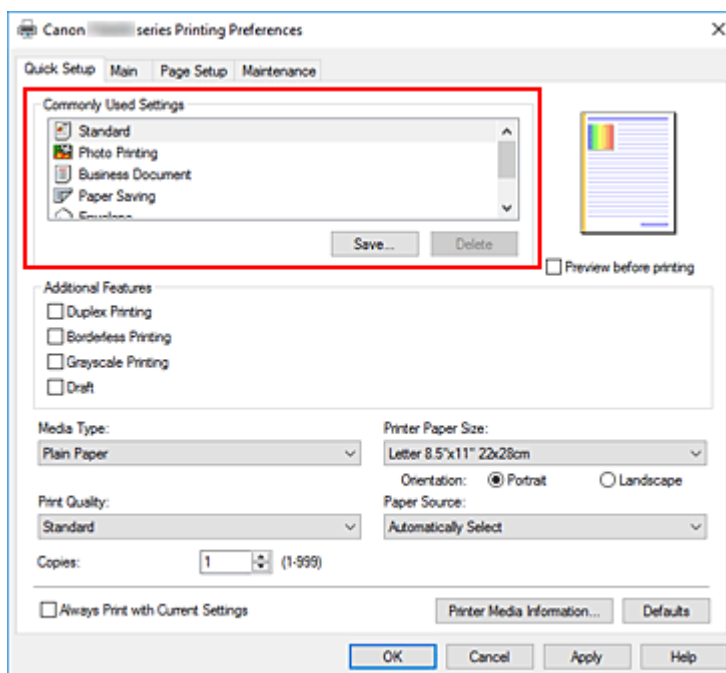 Canon series Printing Preferences
Quick Setup Main Page Setup Maintenance
Commonly Used Settings
Standard
Photo Printing
Business Document
Paper Saving
Envelope
Save... Delete
Preview before printing
Additional Features
Duplex Printing
Borderless Printing
Grayscale Printing
Draft
Media Type: Printer Paper Size:
Plain Paper Letter 8.5"x11" 22x28cm
Orientation: Portrait Landscape
Print Quality: Paper Source:
Standard Automatically Select
Copies: 1 (1-999)
Always Print with Current Settings Printer Media Information... Defaults
OK Cancel Apply Help